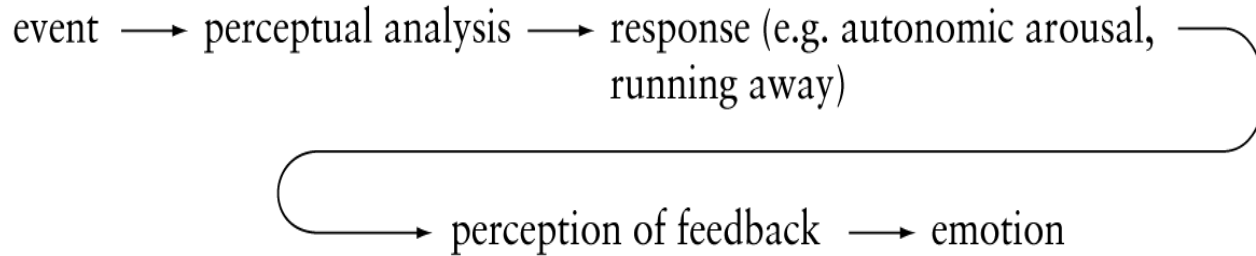 event → perceptual analysis → response (e.g. autonomic arousal,
running away)
perception of feedback → emotion